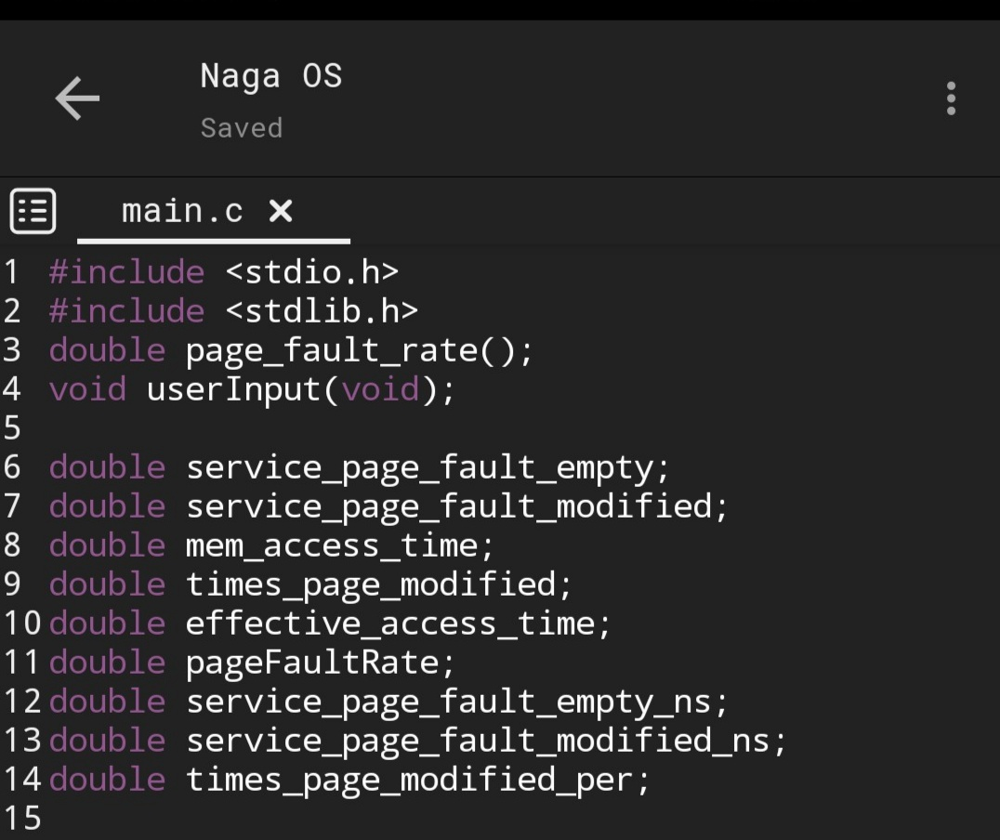 Naga OS
Saved
main.c ×
1 #include <stdio.h>
2 #include <stdlib.h>
3 double page_fault_rate();
4 void userInput(void);
5
6 double service_page_fault_empty;
7 double service_page_fault_modified;
8 double mem_access_time;
9 double times_page_modified;
10 double effective_access_time;
11 double pageFaultRate;
12 double service_page_fault_empty_ns;
13 double service_page_fault_modified_ns;
14 double times_page_modified_per;
15